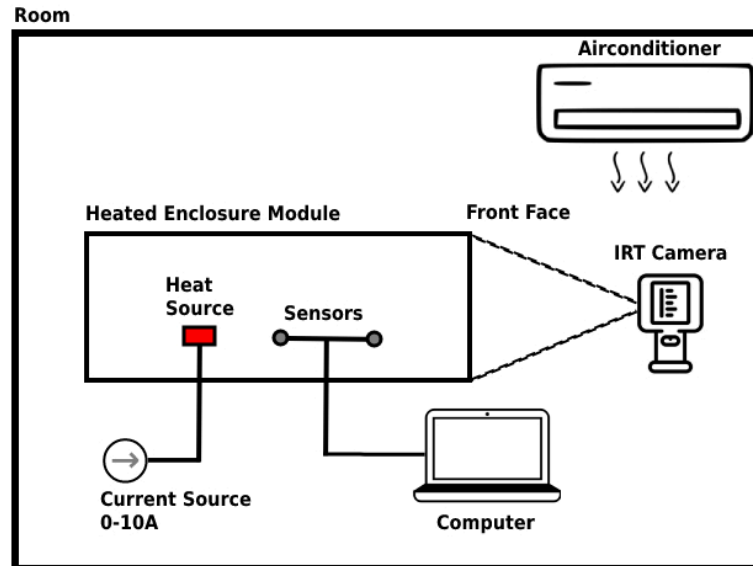 Room
Airconditioner
Heated Enclosure Module
Front Face
IRT Camera
Heat
Source
Sensors
Current Source
0-10A
Computer